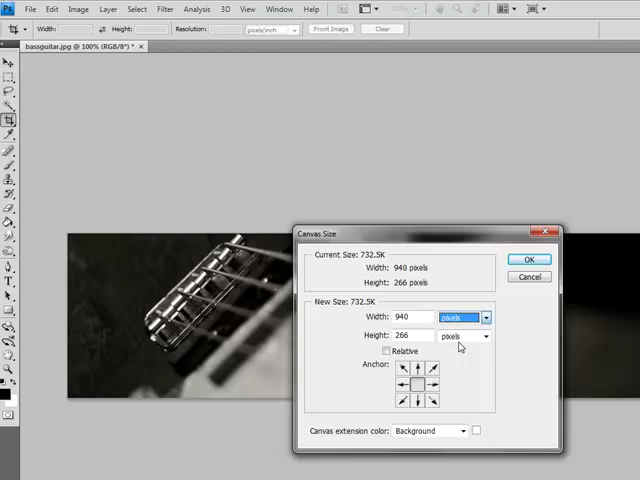 Ps File Edit Image Layer Select Filter Analysis 3D View Window Help 100%
Width: Height: Resolution: pixels/inch Front Image Clear
bassguitar.jpg @ 100% (RGB/8*) *
Canvas Size
Current Size: 732.5K
OK
Width: 940 pixels
Cancel
Height: 266 pixels
New Size: 732.5K
Width: 940 pixels
Height: 266 pixels
Relative
Anchor:
Canvas extension color: Background